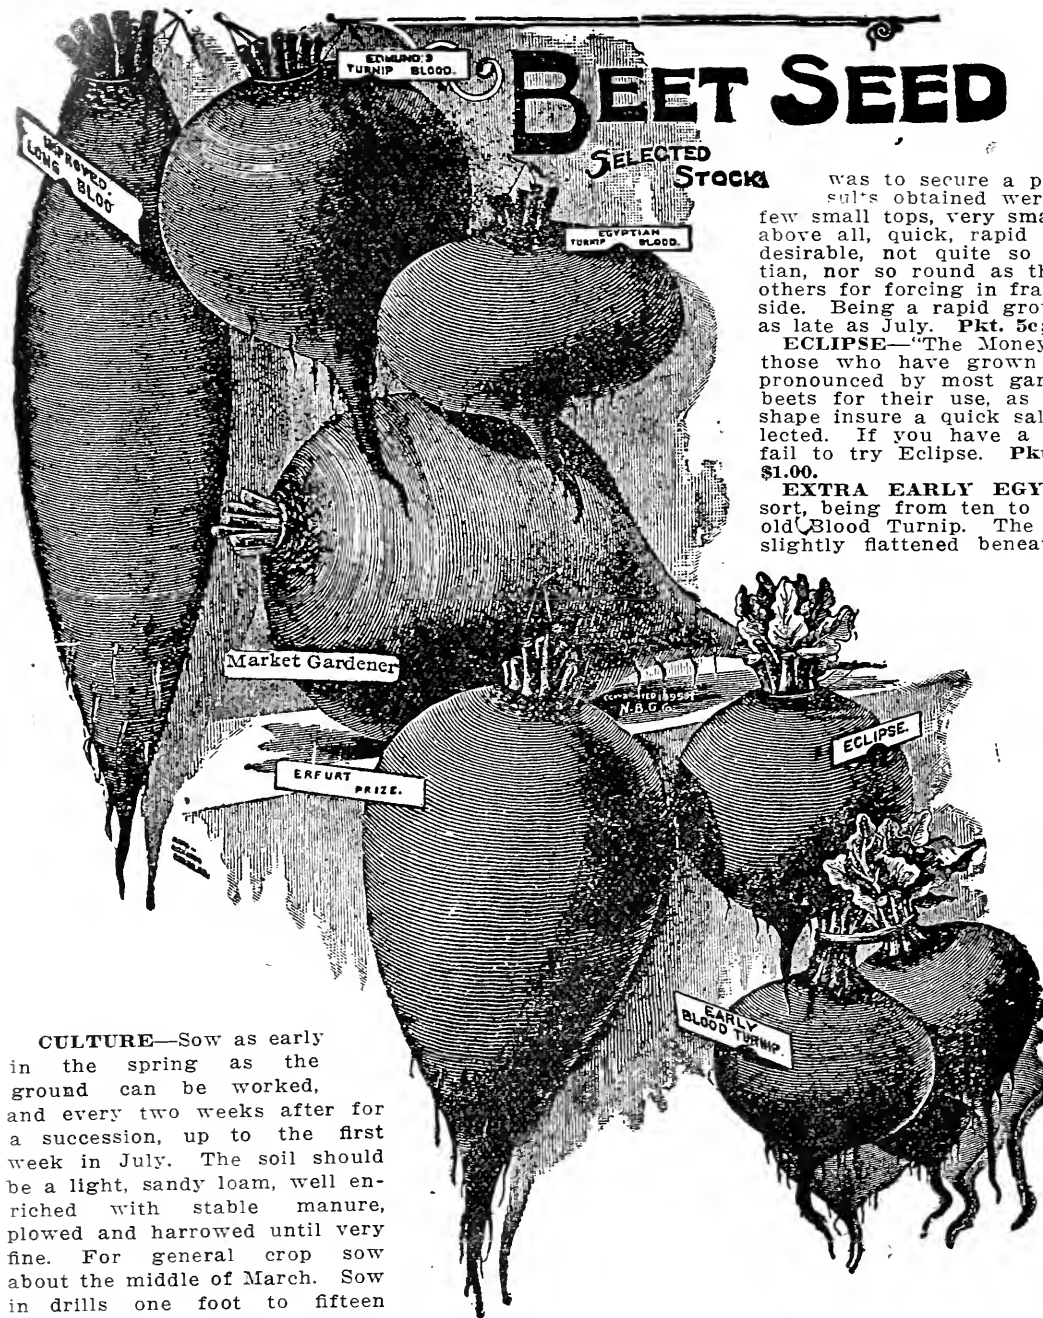 BEET SEED
SELECTED
STOCKS
EDMUND'S
TURNIP BLOOD.
IMPROVED.
LONG BLOO
EGYPTIAN
TURNIP BLOOD.
was to secure a p
sults obtained wer
few small tops, very sma
above all, quick, rapid
desirable, not quite so
tian, nor so round as th
others for forcing in fra
side. Being a rapid gro
as late as July. Pkt. 5c;
ECLIPSE—"The Money
those who have grown
pronounced by most gar
beets for their use, as
shape insure a quick sal
lected. If you have a
fail to try Eclipse. Pkt
$1.00.
EXTRA EARLY EGY
sort, being from ten to
old Blood Turnip. The
slightly flattened beneat
Market Gardener
1895
N.B.G.Co
ECLIPSE.
ERFURT
PRIZE.
EARLY
BLOOD TURNIP.
CULTURE—Sow as early
in the spring as the
ground can be worked,
and every two weeks after for
a succession, up to the first
week in July. The soil should
be a light, sandy loam, well en-
riched with stable manure,
plowed and harrowed until very
fine. For general crop sow
about the middle of March. Sow
in drills one foot to fifteen